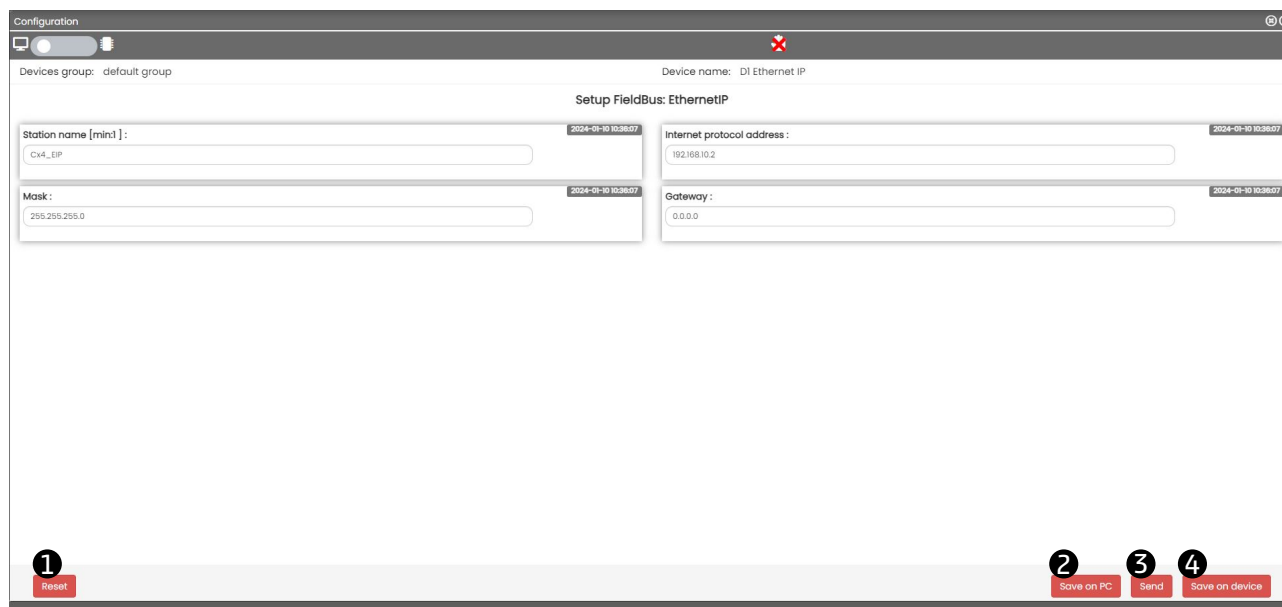 Configuration
Devices group: default group
Device name: D1 Ethernet IP
Setup FieldBus: EthernetIP
Station name [min:1 ] :
2024-01-10 10:36:07
Cx4_EIP
Internet protocol address :
2024-01-10 10:36:07
192.168.10.2
Mask :
2024-01-10 10:36:07
255.255.255.0
Gateway :
2024-01-10 10:36:07
0.0.0.0
1
Reset
2
Save on PC
3
Send
4
Save on device